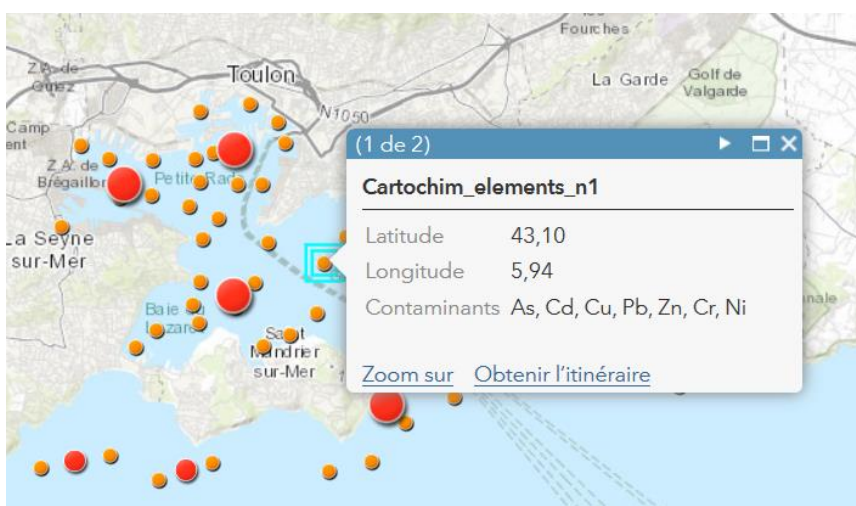 Fourches
Z.A. de
Quiez
Toulon
La Garde
Golf de
Valgarde
N1050
Camp
Z.A. de
Brégaillon
Petite Rade
La Seyne
sur-Mer
Baie du
Lazaret
Saint
Mandrier
sur-Mer
(1 de 2)
Cartochim_elements_n1
Latitude 43,10
Longitude 5,94
Contaminants As, Cd, Cu, Pb, Zn, Cr, Ni
Zoom sur Obtenir l'itinéraire